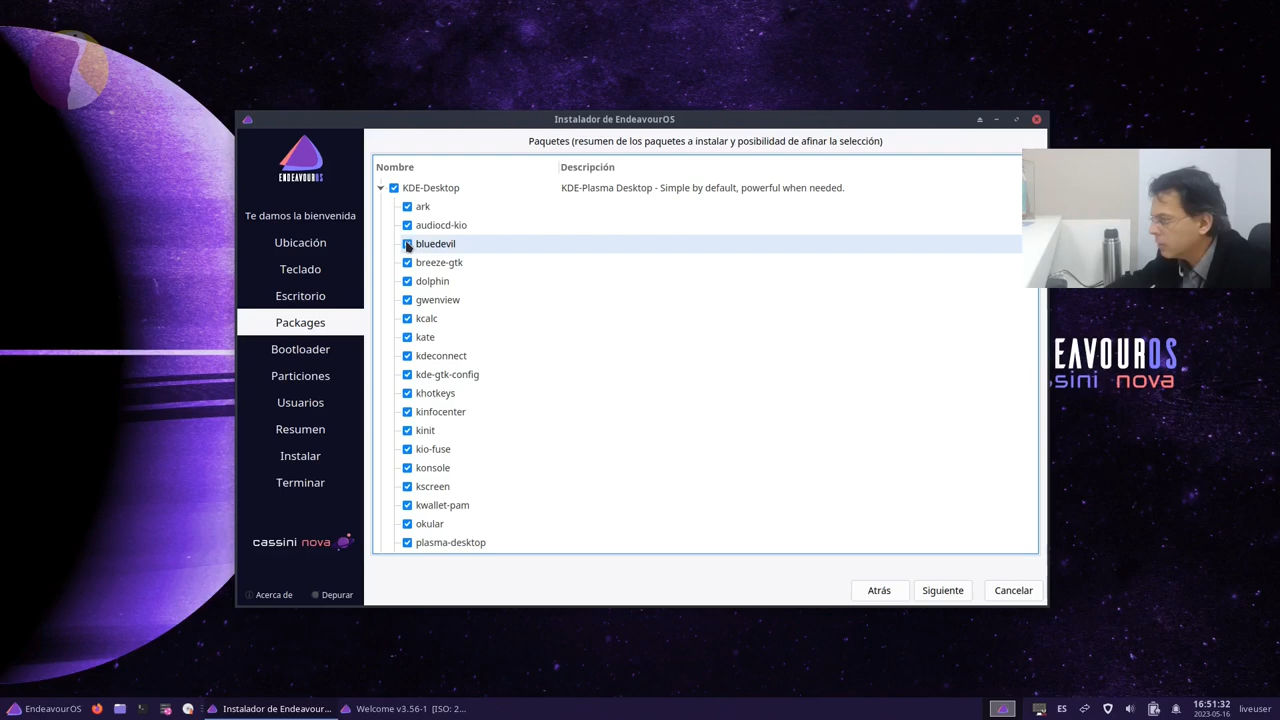 Instalador de EndeavourOS
ENDEAVOUROS
Te damos la bienvenida
Ubicación
Teclado
Escritorio
Packages
Bootloader
Particiones
Usuarios
Resumen
Instalar
Terminar
cassini nova
Acerca de
Depurar
Paquetes (resumen de los paquetes a instalar y posibilidad de afinar la selección)
Nombre Descripción
KDE-Desktop KDE-Plasma Desktop - Simple by default, powerful when needed.
ark
audiocd-kio
bluedevil
breeze-gtk
dolphin
gwenview
kcalc
kate
kdeconnect
kde-gtk-config
khotkeys
kinfocenter
kinit
kio-fuse
konsole
kscreen
kwallet-pam
okular
plasma-desktop
Atrás Siguiente Cancelar
EAVOUROS
sini nova
EndeavourOS Instalador de Endeavour... Welcome v3.56-1 [ISO: 2... ES 16:51:32 liveuser
2023-05-16